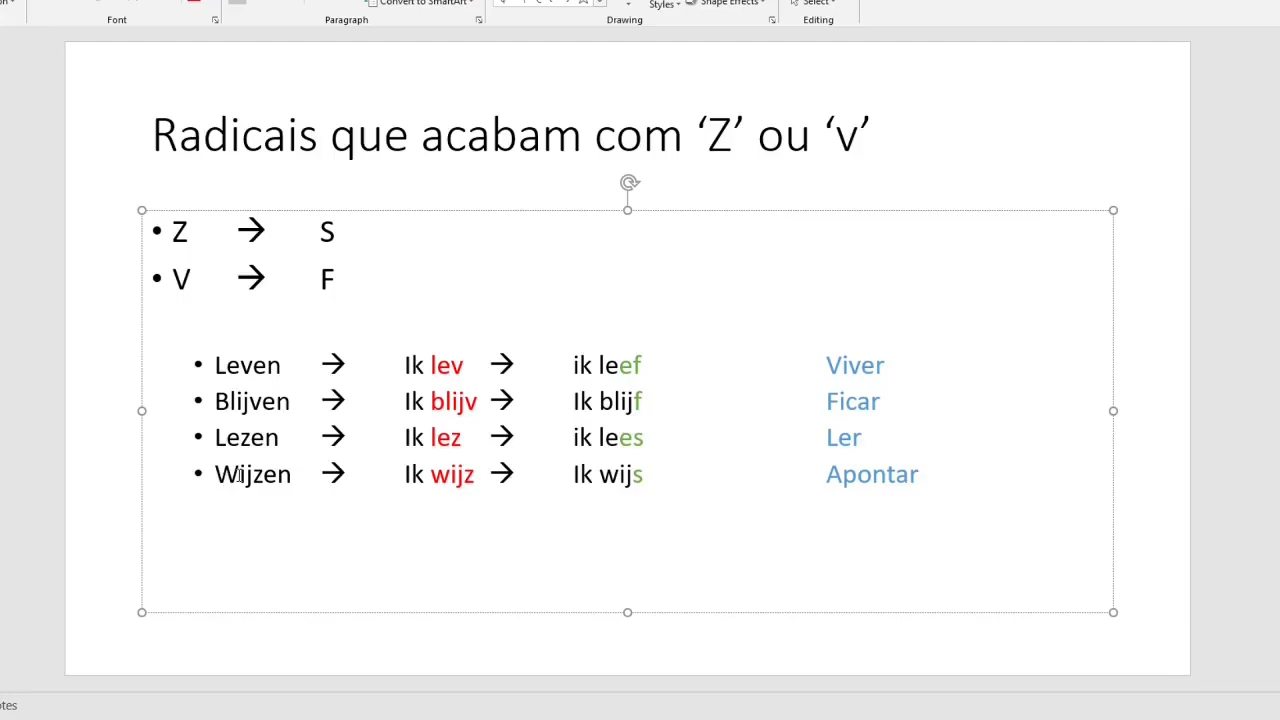 Convert to SmartArt
Styles
Shape Effects
Select
Font
Paragraph
Drawing
Editing
Radicais que acabam com ‘Z’ ou ‘v’
• Z → S
• V → F
• Leven → Ik lev → ik leef Viver
• Blijven → Ik blijv → Ik blijf Ficar
• Lezen → Ik lez → ik lees Ler
• Wijzen → Ik wijz → Ik wijs Apontar
otes